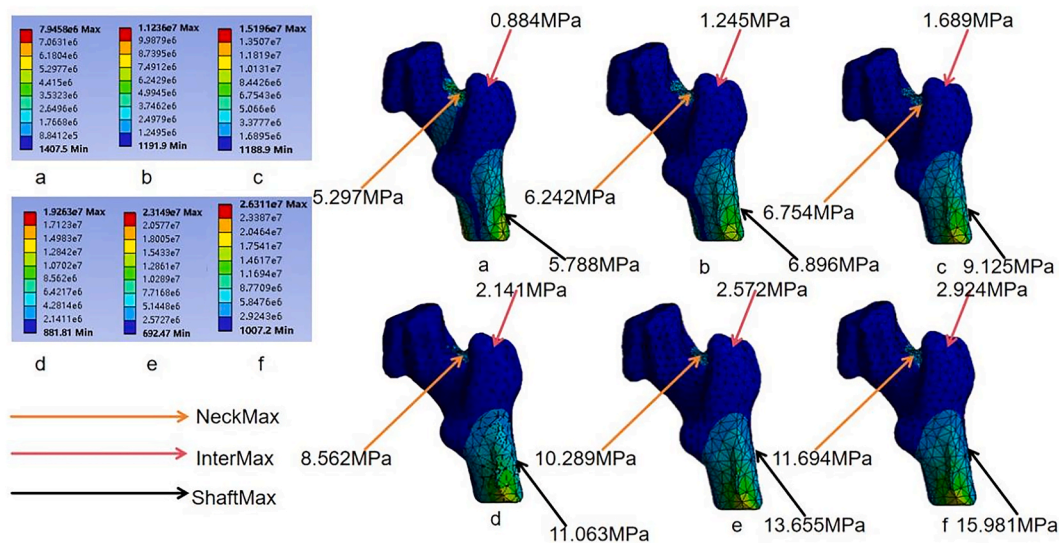 7.9458e6 Max
7.0631e6
6.1804e6
5.2977e6
4.415e6
3.5323e6
2.6496e6
1.7668e6
8.8412e5
1407.5 Min
a
1.1236e7 Max
9.9879e6
8.7395e6
7.4912e6
6.2429e6
4.9945e6
3.7462e6
2.4979e6
1.2495e6
1191.9 Min
b
1.5196e7 Max
1.3507e7
1.1819e7
1.0131e7
8.4426e6
6.7543e6
5.066e6
3.3777e6
1.6895e6
1188.9 Min
c
1.9263e7 Max
1.7123e7
1.4983e7
1.2842e7
1.0702e7
8.562e6
6.4217e6
4.2814e6
2.1411e6
881.81 Min
d
2.3149e7 Max
2.0577e7
1.8005e7
1.5433e7
1.2861e7
1.0289e7
7.7168e6
5.1448e6
2.5727e6
692.47 Min
e
2.6311e7 Max
2.3387e7
2.0464e7
1.7541e7
1.4617e7
1.1694e7
8.7709e6
5.8476e6
2.9243e6
1007.2 Min
f
NeckMax
InterMax
ShaftMax
0.884MPa
5.297MPa
5.788MPa
a
1.245MPa
6.242MPa
6.896MPa
b
1.689MPa
6.754MPa
9.125MPa
c
2.141MPa
8.562MPa
11.063MPa
d
2.572MPa
10.289MPa
13.655MPa
e
2.924MPa
11.694MPa
15.981MPa
f